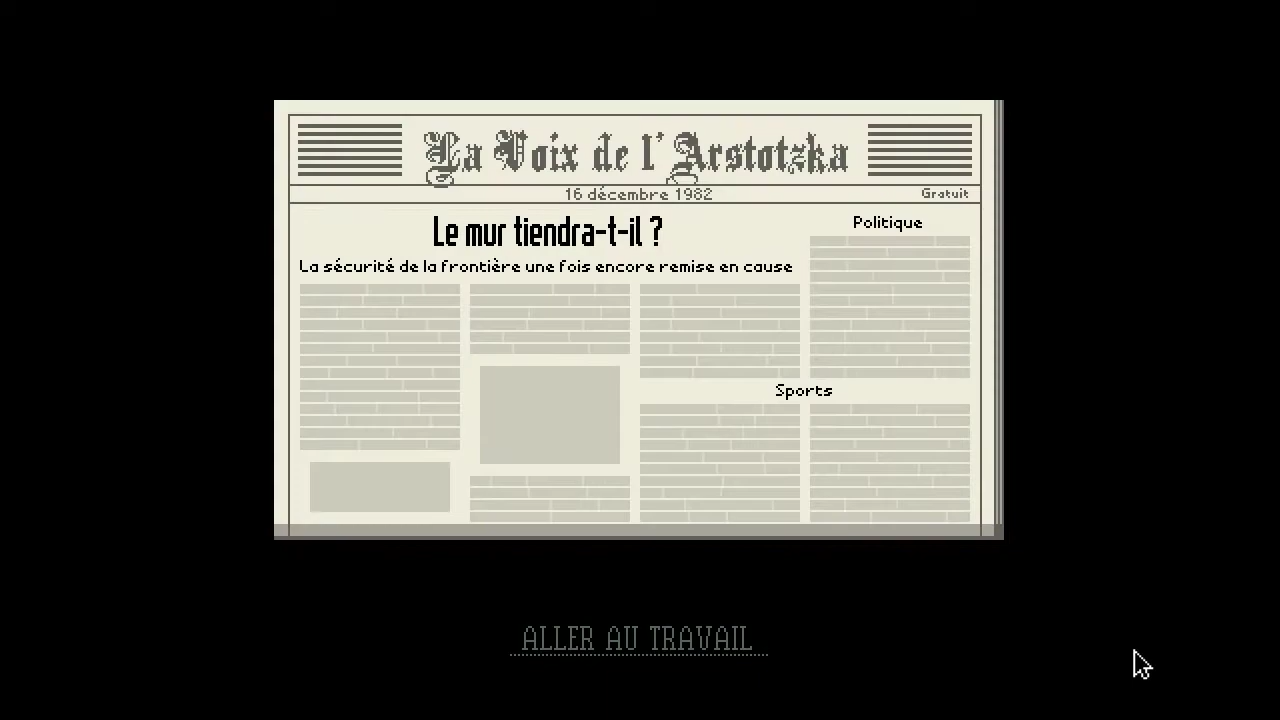 La Voix de l'Arstotzka
16 décembre 1982
Gratuit
Le mur tiendra-t-il ?
La sécurité de la frontière une fois encore remise en cause
Politique
Sports
ALLER AU TRAVAIL